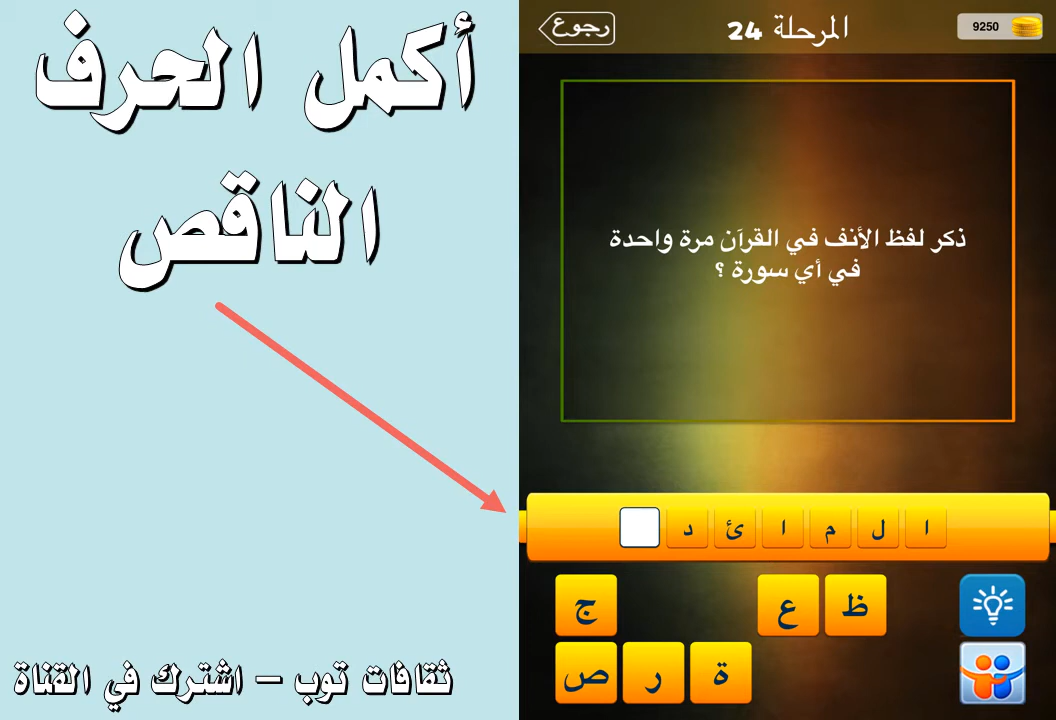 أكمل الحرف
الناقص
ثقافات توب – اشترك في القناة
رجوع
المرحلة 24
9250
ذكر لفظ الأنف في القرآن مرة واحدة
في أي سورة ؟
ا ل م ا ئ د
ظ ع ج
ة ر ص